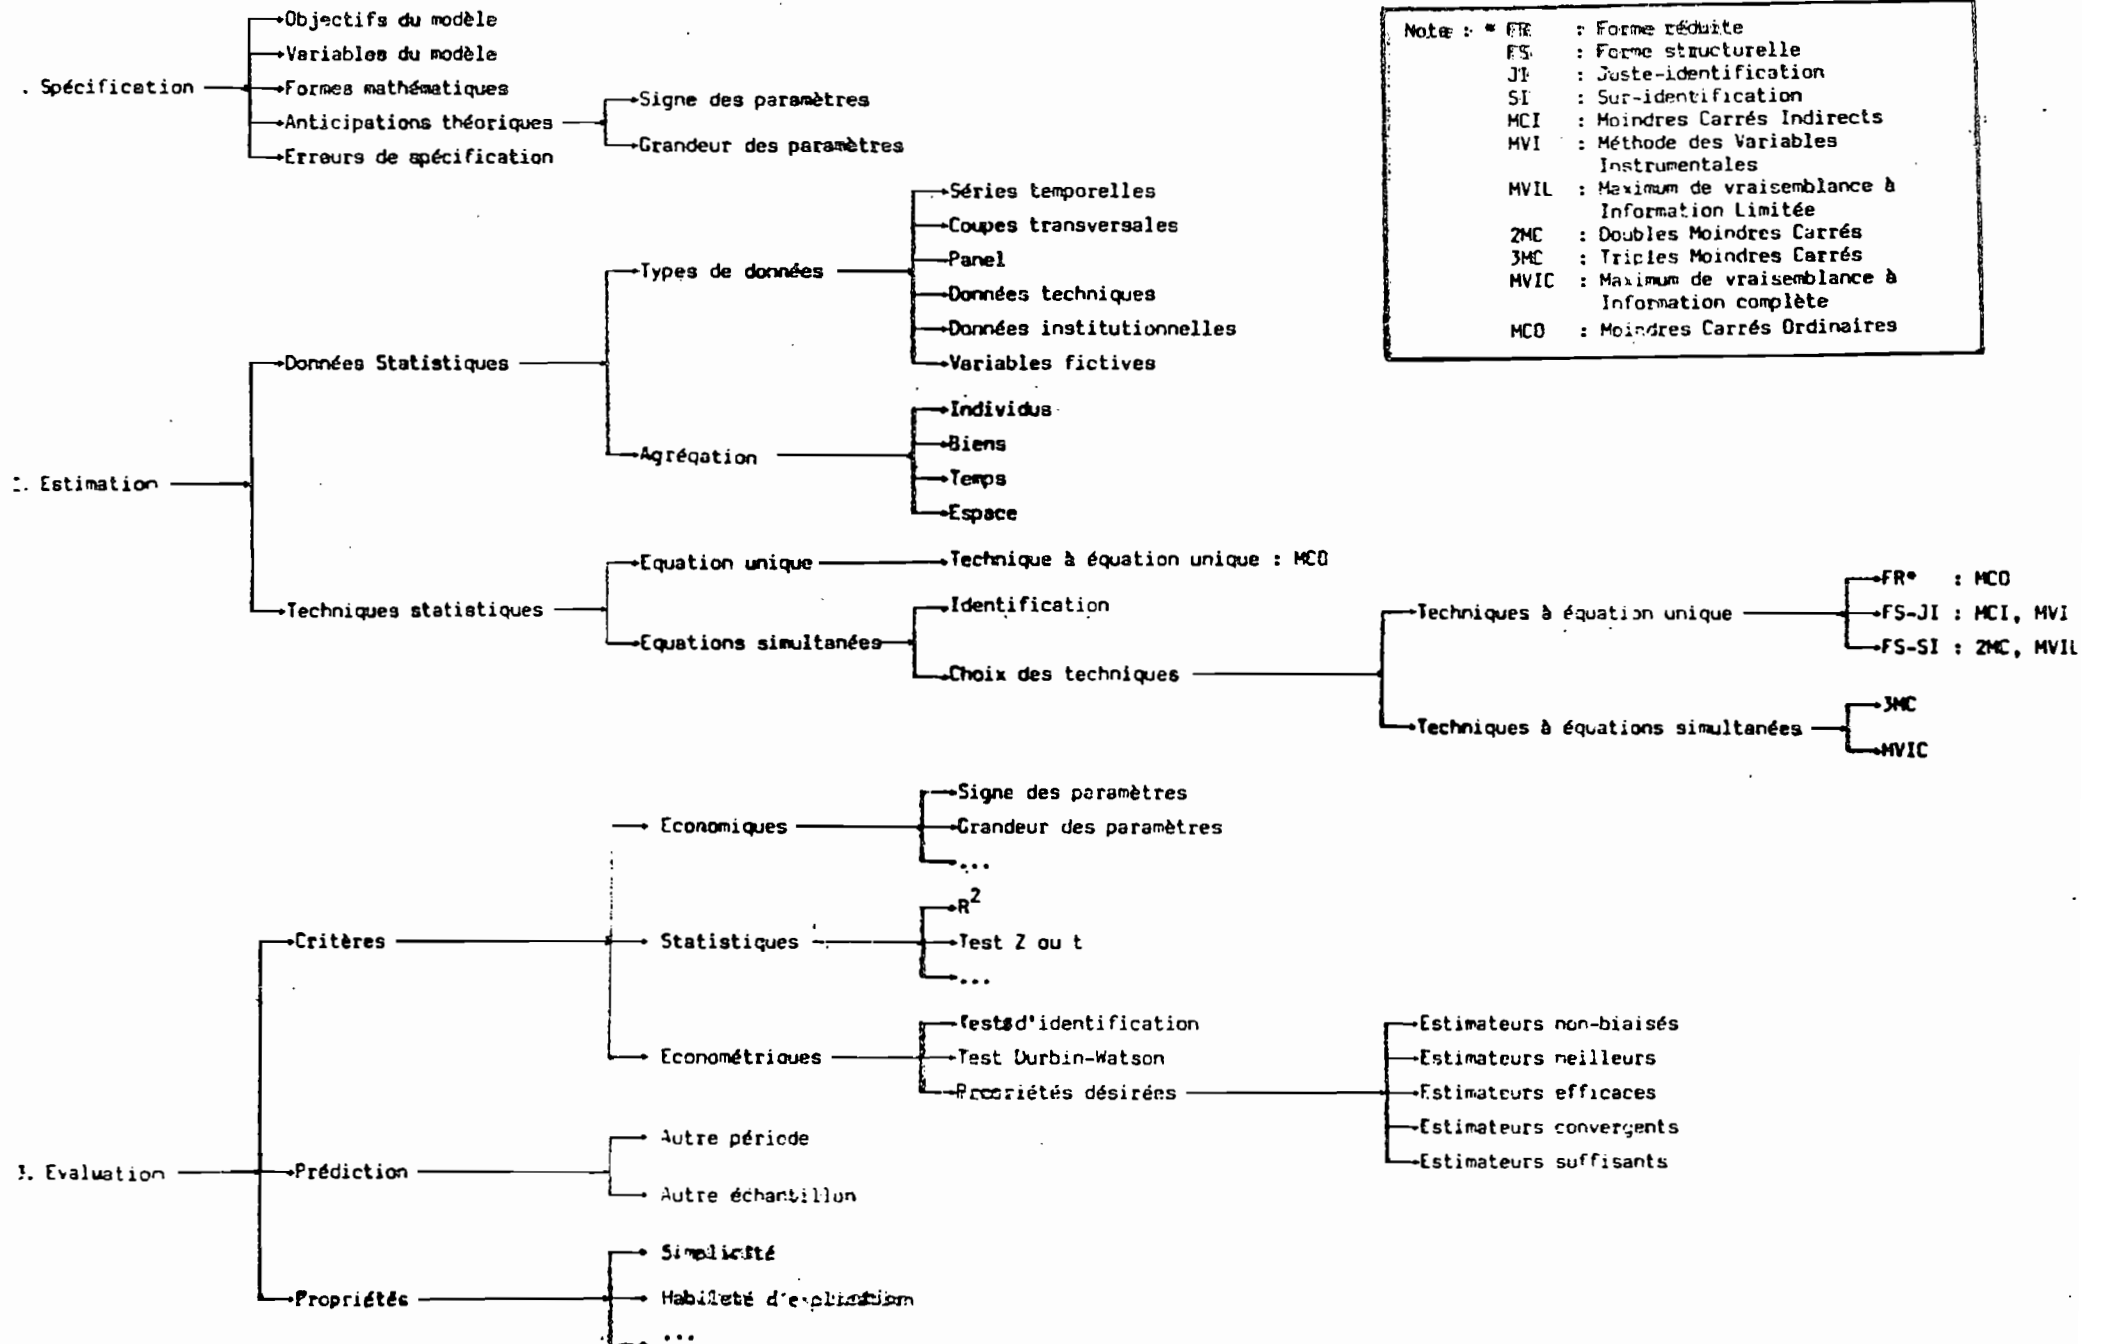 Objectifs du modèle
Variables du modèle
. Spécification
Formes mathématiques
Anticipations théoriques
Erreurs de spécification
Signe des paramètres
Grandeur des paramètres
Note : * FR : Forme réduite
FS : Forme structurelle
JI : Juste-identification
SI : Sur-identification
MCI : Moindres Carrés Indirects
MVI : Méthode des Variables
Instrumentales
MVIL : Maximum de vraisemblance à
Information Limitée
2MC : Doubles Moindres Carrés
3MC : Triples Moindres Carrés
MVIC : Maximum de vraisemblance à
Information complète
MCO : Moindres Carrés Ordinaires
. Estimation
Données Statistiques
Types de données
Séries temporelles
Coupes transversales
Panel
Données techniques
Données institutionnelles
Variables fictives
Agrégation
Individus
Biens
Temps
Espace
Techniques statistiques
Equation unique
Technique à équation unique : MCO
Equations simultanées
Identification
Choix des techniques
Techniques à équation unique
FR* : MCO
FS-JI : MCI, MVI
FS-SI : 2MC, MVIL
Techniques à équations simultanées
3MC
MVIC
3. Evaluation
Critères
Economiques
Signe des paramètres
Grandeur des paramètres
...
Statistiques
R²
Test Z ou t
...
Econométriques
Tests d'identification
Test Durbin-Watson
Propriétés désirées
Estimateurs non-biaisés
Estimateurs meilleurs
Estimateurs efficaces
Estimateurs convergents
Estimateurs suffisants
Prédiction
Autre période
Autre échantillon
Propriétés
Simplicité
Habileté d'explication
...